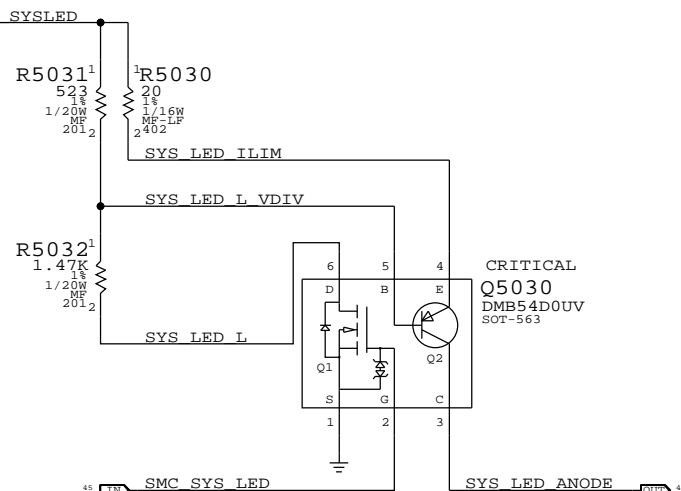 SYSLED
R5031 1
523
1%
1/20W
MF
201 2
1 R5030
20
1%
1/16W
MF-LF
2 402
SYS_LED_ILIM
SYS_LED_L_VDIV
R5032 1
1.47K
1%
1/20W
MF
201 2
6 5 4
CRITICAL
D B E
Q5030
DMB54D0UV
SOT-563
SYS_LED_L
Q1
Q2
S G C
1 2 3
45 IN SMC_SYS_LED
SYS_LED_ANODE OUT 4